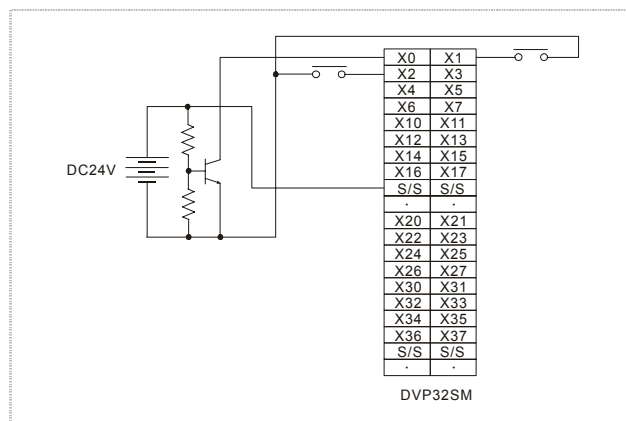 X0 X1
X2 X3
X4 X5
X6 X7
X10 X11
X12 X13
X14 X15
X16 X17
DC24V
S/S S/S
· ·
X20 X21
X22 X23
X24 X25
X26 X27
X30 X31
X32 X33
X34 X35
X36 X37
S/S S/S
· ·
DVP32SM